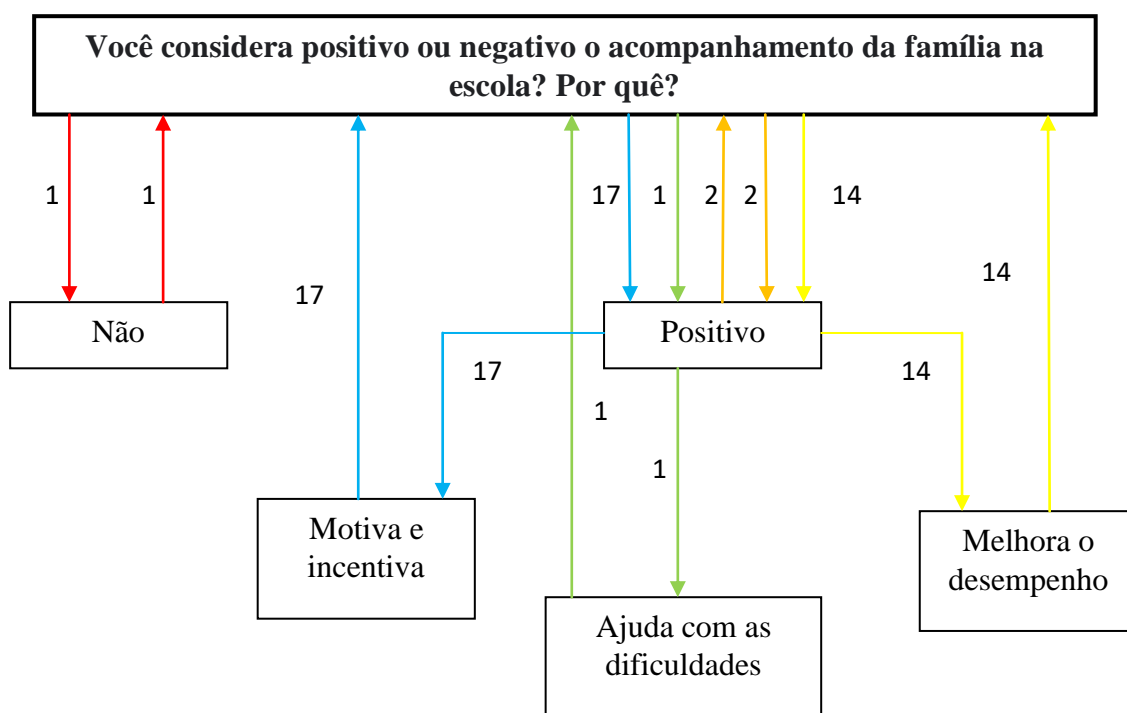 Você considera positivo ou negativo o acompanhamento da família na
escola? Por quê?
1
1
17
1
2
2
14
17
14
Não
Positivo
17
14
1
1
Motiva e
incentiva
Melhora o
desempenho
Ajuda com as
dificuldades